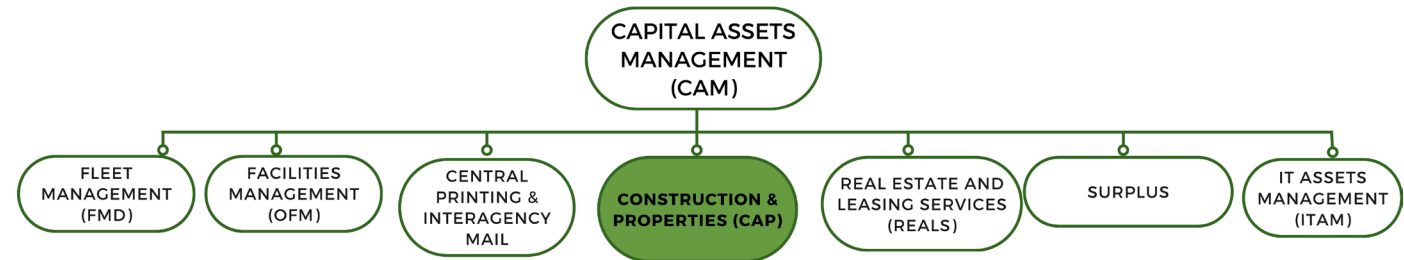 CAPITAL ASSETS
MANAGEMENT
(CAM)
FLEET
MANAGEMENT
(FMD)
FACILITIES
MANAGEMENT
(OFM)
CENTRAL
PRINTING &
INTERAGENCY
MAIL
CONSTRUCTION &
PROPERTIES (CAP)
REAL ESTATE AND
LEASING SERVICES
(REALS)
SURPLUS
IT ASSETS
MANAGEMENT
(ITAM)